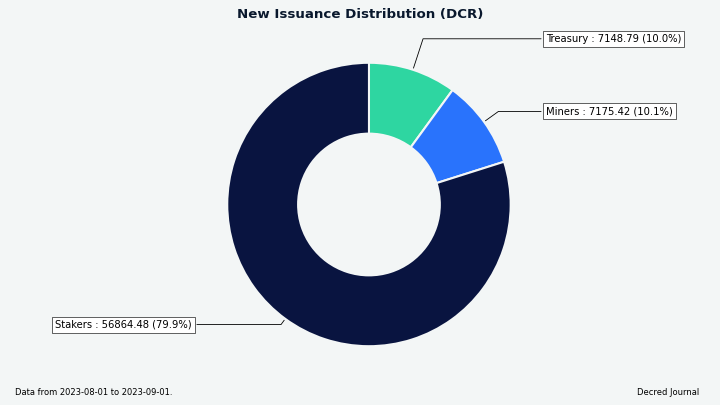 New Issuance Distribution (DCR)
Treasury : 7148.79 (10.0%)
Miners : 7175.42 (10.1%)
Stakers : 56864.48 (79.9%)
Data from 2023-08-01 to 2023-09-01.
Decred Journal